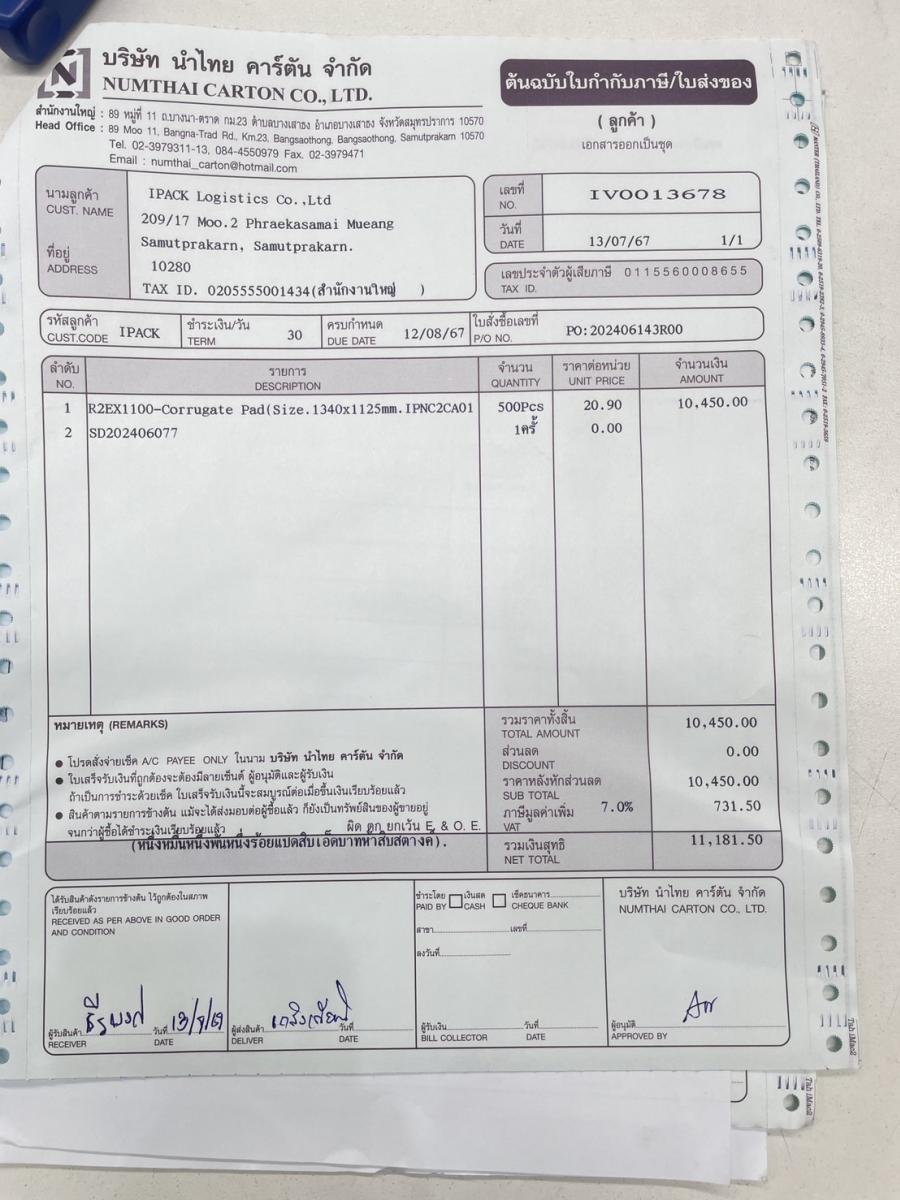 บริษัท นำไทย คาร์ตัน จำกัด
NUMTHAI CARTON CO., LTD.
สำนักงานใหญ่ : 89 หมู่ที่ 11 ถ.บางนา-ตราด กม.23 ตำบลบางเสาธง อำเภอบางเสาธง จังหวัดสมุทรปราการ 10570
Head Office : 89 Moo 11, Bangna-Trad Rd., Km.23, Bangsaothong, Bangsaothong, Samutprakarn 10570
Tel. 02-3979311-13, 084-4550979 Fax. 02-3979471
Email : numthai_carton@hotmail.com
ต้นฉบับใบกำกับภาษี/ใบส่งของ
( ลูกค้า )
เอกสารออกเป็นชุด
นามลูกค้า IPACK Logistics Co.,Ltd
CUST. NAME
209/17 Moo.2 Phraekasamai Mueang
ที่อยู่ Samutprakarn, Samutprakarn.
ADDRESS 10280
TAX ID. 0205555001434(สำนักงานใหญ่ )
เลขที่ IV0013678
NO.
วันที่ 13/07/67 1/1
DATE
เลขประจำตัวผู้เสียภาษี 0115560008655
TAX ID.
รหัสลูกค้า IPACK ชำระเงิน/วัน 30 ครบกำหนด 12/08/67 ใบสั่งซื้อเลขที่ PO:202406143R00
CUST.CODE TERM DUE DATE P/O NO.
ลำดับ รายการ จำนวน ราคาต่อหน่วย จำนวนเงิน
NO. DESCRIPTION QUANTITY UNIT PRICE AMOUNT
1 R2EX1100-Corrugate Pad(Size.1340x1125mm.IPNC2CA01 500Pcs 20.90 10,450.00
2 SD202406077 1ครั้ 0.00
หมายเหตุ (REMARKS)
● โปรดสั่งจ่ายเช็ค A/C PAYEE ONLY ในนาม บริษัท นำไทย คาร์ตัน จำกัด
● ใบเสร็จรับเงินที่ถูกต้องจะต้องมีลายเซ็นต์ ผู้อนุมัติและผู้รับเงิน
ถ้าเป็นการชำระด้วยเช็ค ใบเสร็จรับเงินนี้จะสมบูรณ์ต่อเมื่อขึ้นเงินเรียบร้อยแล้ว
● สินค้าตามรายการข้างต้น แม้จะได้ส่งมอบต่อผู้ซื้อแล้ว ก็ยังเป็นทรัพย์สินของผู้ขายอยู่
จนกว่าผู้ซื้อได้ชำระเงินเรียบร้อยแล้ว ผิด ตก ยกเว้น E. & O. E.
(หนึ่งหมื่นหนึ่งพันหนึ่งร้อยแปดสิบเอ็ดบาทห้าสิบสตางค์).
รวมราคาทั้งสิ้น 10,450.00
TOTAL AMOUNT
ส่วนลด 0.00
DISCOUNT
ราคาหลังหักส่วนลด 10,450.00
SUB TOTAL
ภาษีมูลค่าเพิ่ม 7.0% 731.50
VAT
รวมเงินสุทธิ 11,181.50
NET TOTAL
ได้รับสินค้าดังรายการข้างต้น ไว้ถูกต้องในสภาพ
เรียบร้อยแล้ว
RECEIVED AS PER ABOVE IN GOOD ORDER
AND CONDITION
ผู้รับสินค้า ธีรพงศ์ วันที่ 13/7/67
RECEIVER DATE
ผู้ส่งสินค้า วันที่
DELIVER DATE
ชำระโดย เงินสด เช็คธนาคาร
PAID BY CASH CHEQUE BANK
สาขา เลขที่
ลงวันที่
ผู้รับเงิน วันที่
BILL COLLECTOR DATE
บริษัท นำไทย คาร์ตัน จำกัด
NUMTHAI CARTON CO., LTD.
ผู้อนุมัติ
APPROVED BY